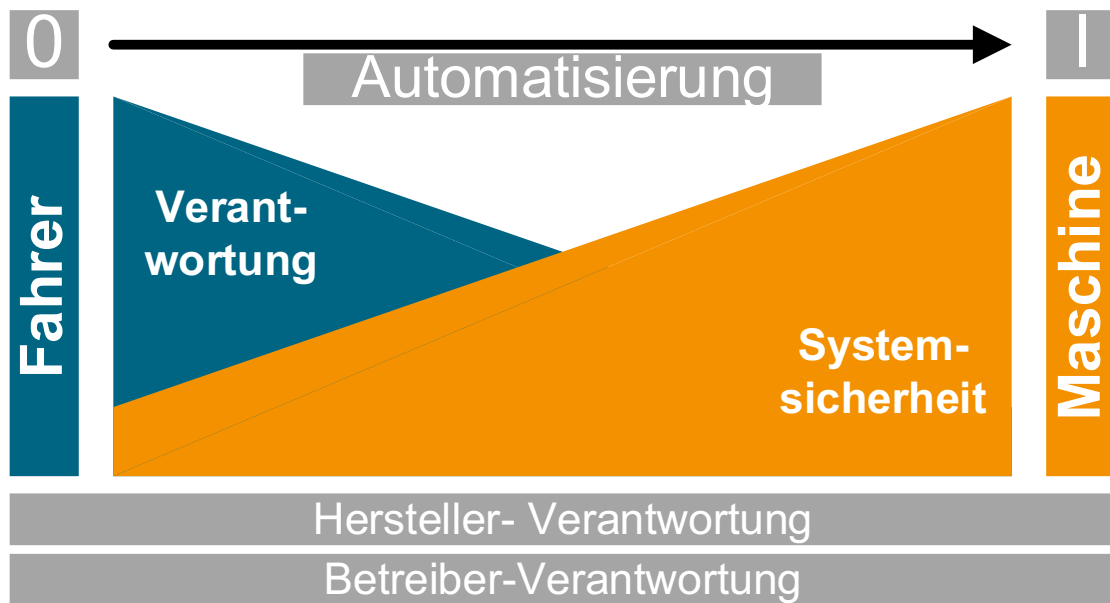 0
I
Automatisierung
Fahrer
Verant-
wortung
System-
sicherheit
Maschine
Hersteller- Verantwortung
Betreiber-Verantwortung